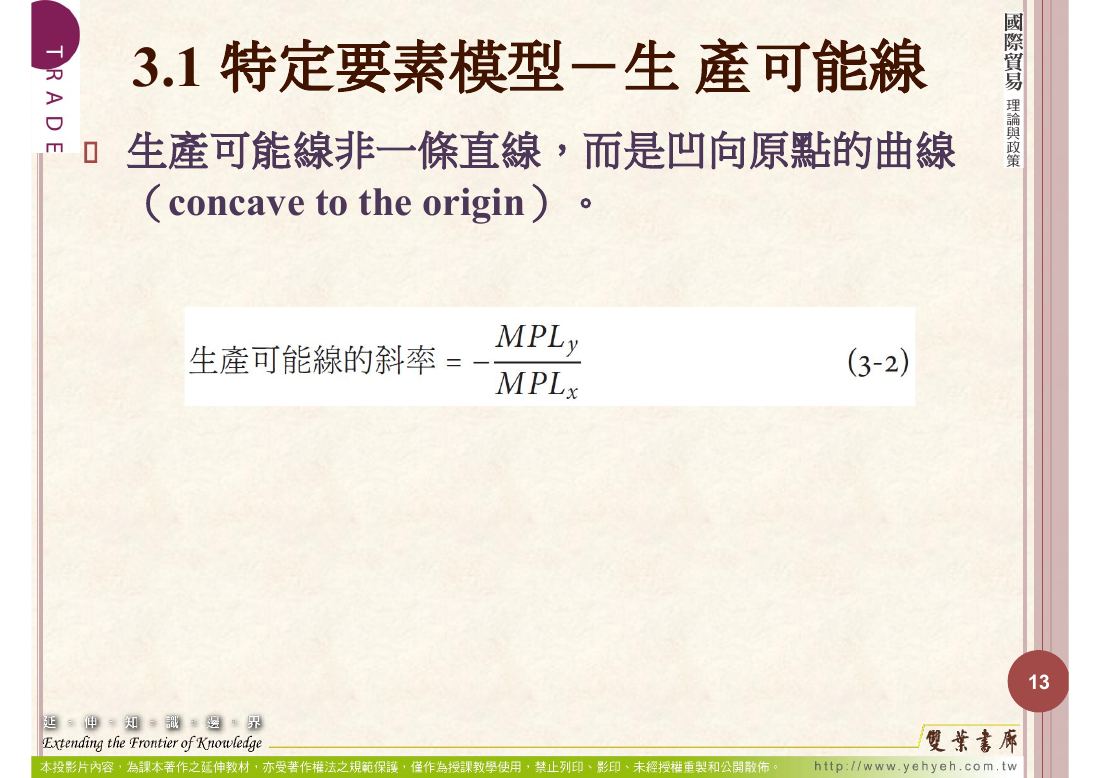 TRADE
3.1 特定要素模型－生 產可能線
國際貿易 理論與政策
生產可能線非一條直線，而是凹向原點的曲線
（concave to the origin）。
生產可能線的斜率 = −MPL_y/MPL_x (3-2)
13
延・伸・知・識・邊・界
Extending the Frontier of Knowledge
雙葉書廊
本投影片內容，為課本著作之延伸教材，亦受著作權法之規範保護，僅作為授課教學使用，禁止列印、影印、未經授權重製和公開散佈。 http://www.yehyeh.com.tw